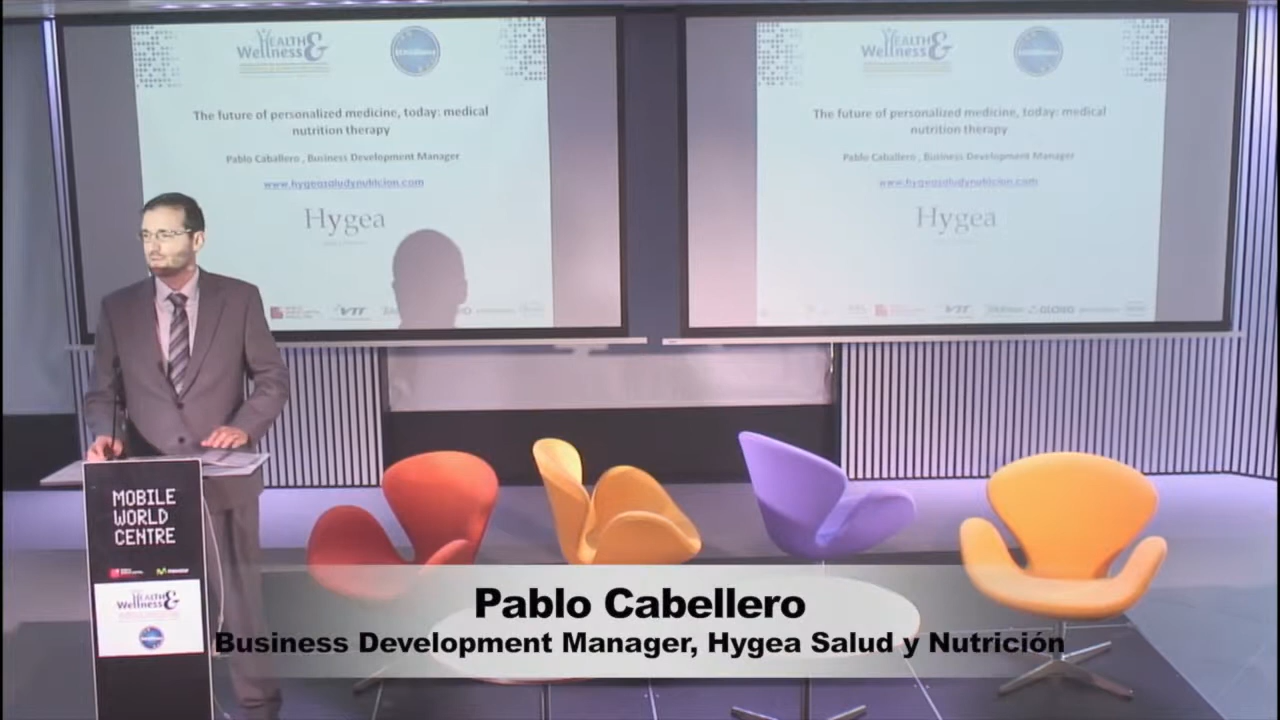 HEALTH &
Wellness
The future of personalized medicine, today: medical
nutrition therapy
Pablo Caballero , Business Development Manager
www.hygeasaludynutricion.com
Hygea
VTT
HEALTH &
Wellness
The future of personalized medicine, today: medical
nutrition therapy
Pablo Caballero , Business Development Manager
www.hygeasaludynutricion.com
Hygea
VTT
MOBILE
WORLD
CENTRE
HEALTH &
Wellness
Pablo Cabellero
Business Development Manager, Hygea Salud y Nutrición